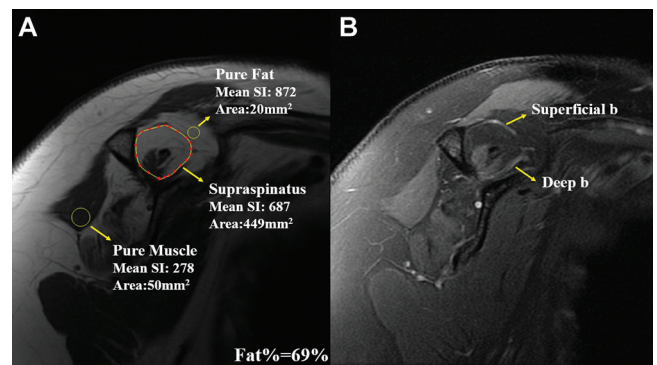 A
B
Pure Fat
Mean SI: 872
Area:20mm²
Supraspinatus
Mean SI: 687
Area:449mm²
Pure Muscle
Mean SI: 278
Area:50mm²
Fat%=69%
Superficial b
Deep b